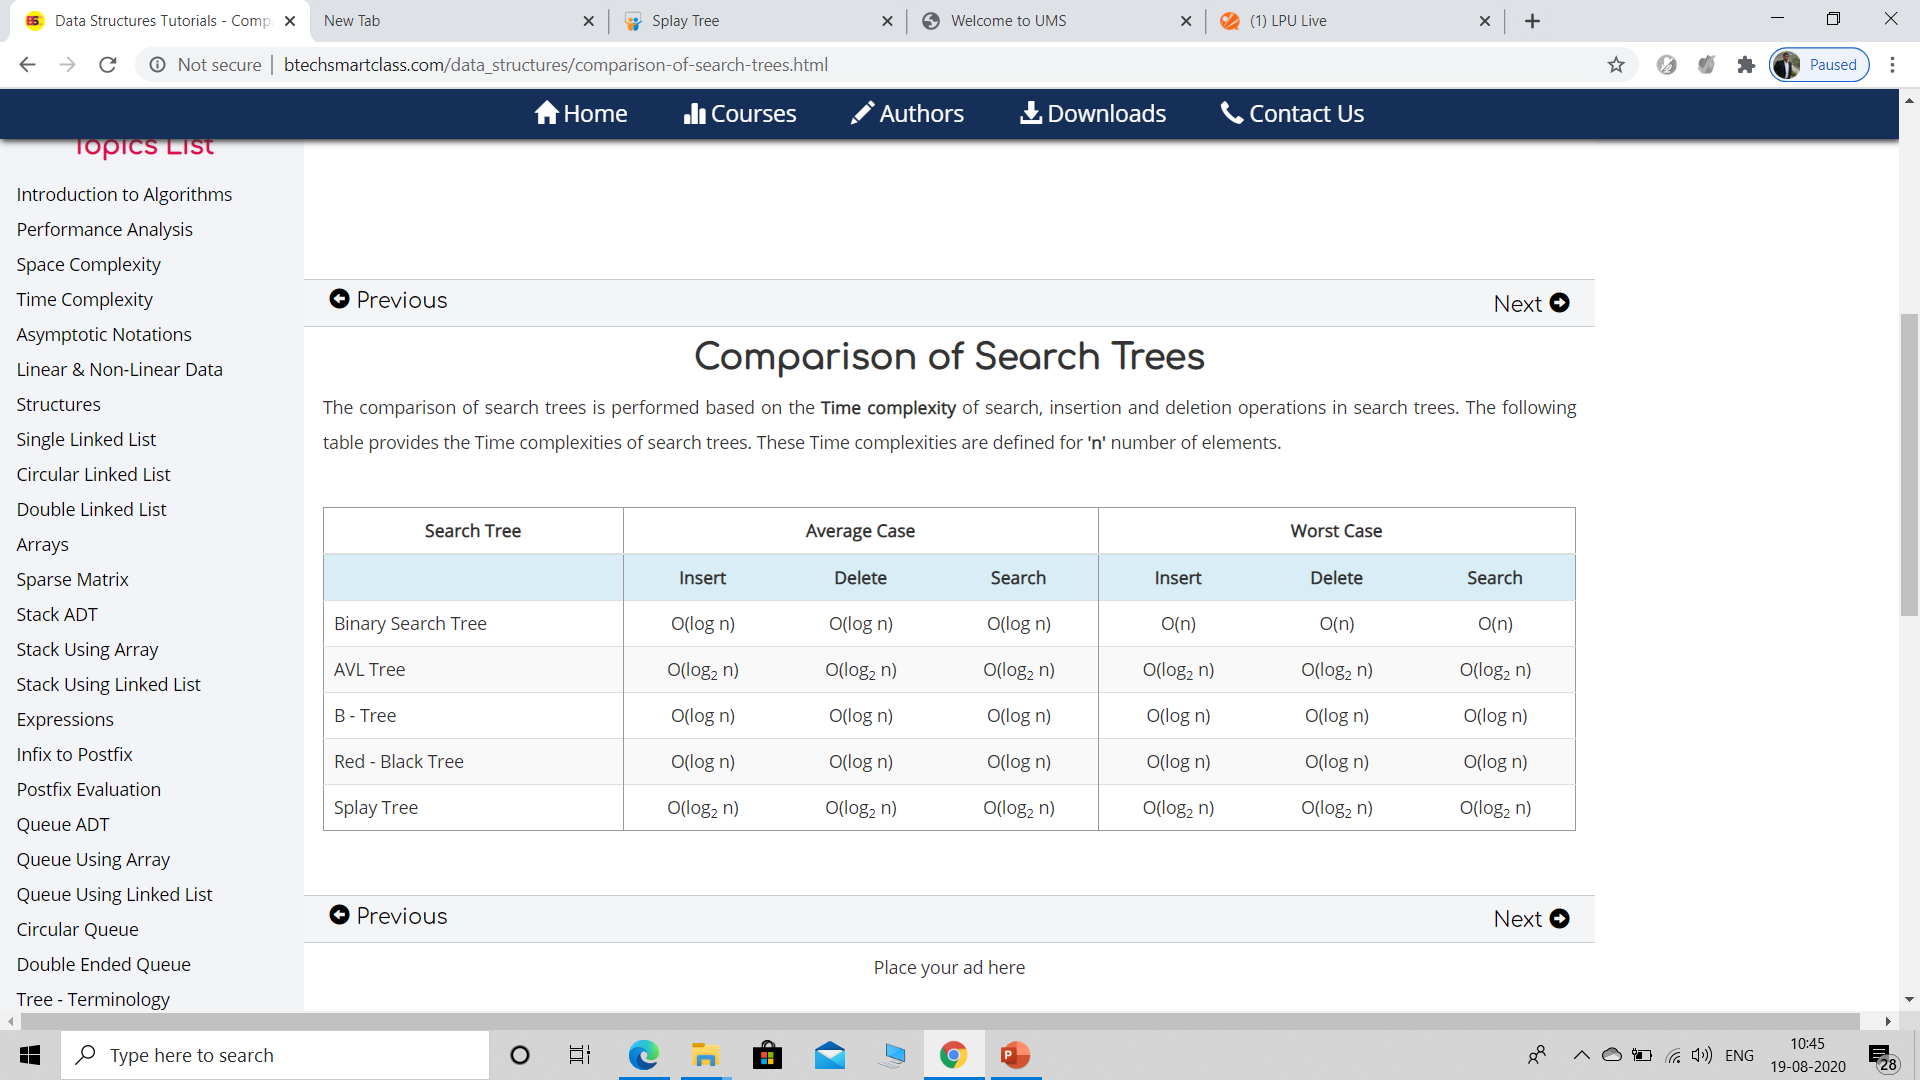 Data Structures Tutorials - Comp
New Tab
Splay Tree
Welcome to UMS
(1) LPU Live
Not secure | btechsmartclass.com/data_structures/comparison-of-search-trees.html
Paused
Home Courses Authors Downloads Contact Us
Topics List
Introduction to Algorithms
Performance Analysis
Space Complexity
Time Complexity
Asymptotic Notations
Linear & Non-Linear Data
Structures
Single Linked List
Circular Linked List
Double Linked List
Arrays
Sparse Matrix
Stack ADT
Stack Using Array
Stack Using Linked List
Expressions
Infix to Postfix
Postfix Evaluation
Queue ADT
Queue Using Array
Queue Using Linked List
Circular Queue
Double Ended Queue
Tree - Terminology
Previous Next
Comparison of Search Trees
The comparison of search trees is performed based on the Time complexity of search, insertion and deletion operations in search trees. The following
table provides the Time complexities of search trees. These Time complexities are defined for 'n' number of elements.
Search Tree Average Case Worst Case
Insert Delete Search Insert Delete Search
Binary Search Tree O(log n) O(log n) O(log n) O(n) O(n) O(n)
AVL Tree O(log₂ n) O(log₂ n) O(log₂ n) O(log₂ n) O(log₂ n) O(log₂ n)
B - Tree O(log n) O(log n) O(log n) O(log n) O(log n) O(log n)
Red - Black Tree O(log n) O(log n) O(log n) O(log n) O(log n) O(log n)
Splay Tree O(log₂ n) O(log₂ n) O(log₂ n) O(log₂ n) O(log₂ n) O(log₂ n)
Previous Next
Place your ad here
Type here to search
ENG
10:45
19-08-2020
28